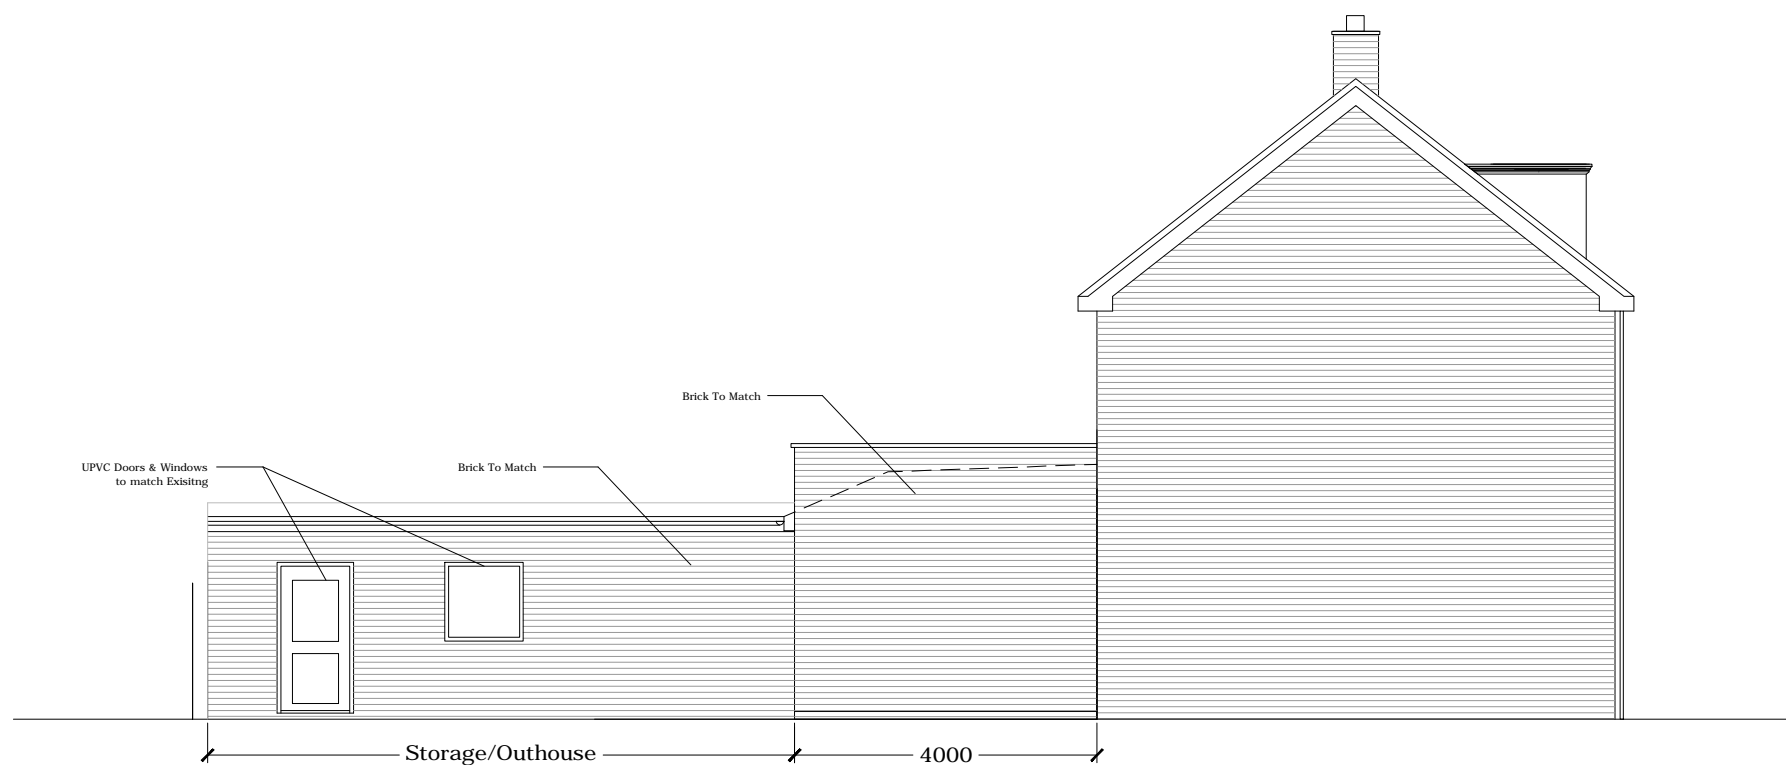 Brick To Match
UPVC Doors & Windows
to match Exisitng
Brick To Match
Storage/Outhouse
4000